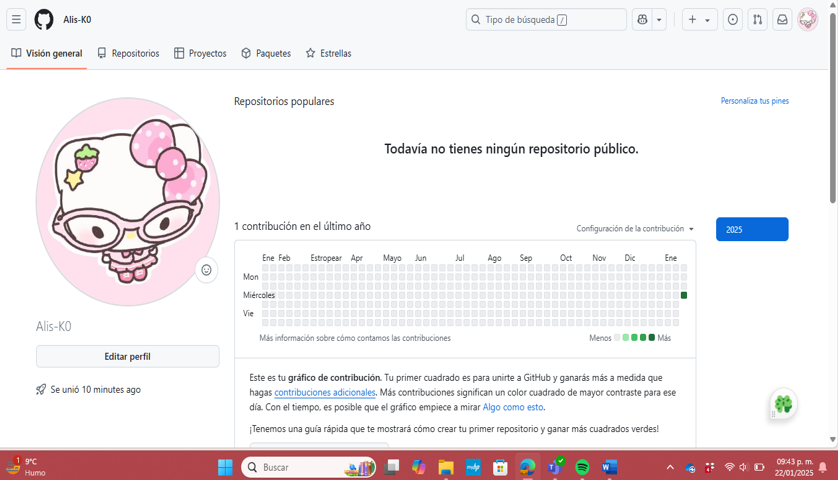 Alis-K0
Tipo de búsqueda /
Visión general
Repositorios
Proyectos
Paquetes
Estrellas
Repositorios populares
Personaliza tus pines
Todavía no tienes ningún repositorio público.
1 contribución en el último año
Configuración de la contribución
2025
Ene Feb Estropear Apr Mayo Jun Jul Ago Sep Oct Nov Dic Ene
Mon
Miércoles
Vie
Más información sobre cómo contamos las contribuciones
Menos Más
Alis-K0
Editar perfil
Se unió 10 minutes ago
Este es tu gráfico de contribución. Tu primer cuadrado es para unirte a GitHub y ganarás más a medida que
hagas contribuciones adicionales. Más contribuciones significan un color cuadrado de mayor contraste para ese
día. Con el tiempo, es posible que el gráfico empiece a mirar Algo como esto.
¡Tenemos una guía rápida que te mostrará cómo crear tu primer repositorio y ganar más cuadrados verdes!
1
9°C
Humo
Buscar
09:43 p. m.
22/01/2025